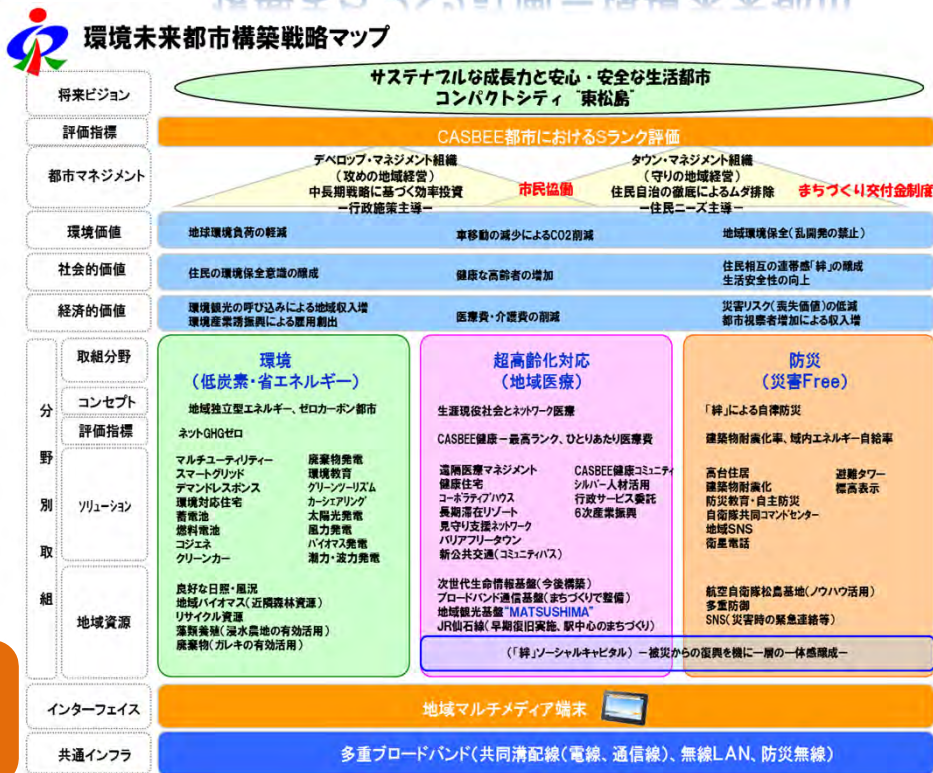 環境未来都市構築戦略マップ
将来ビジョン
サステナブルな成長力と安心・安全な生活都市
コンパクトシティ "東松島"
評価指標
CASBEE都市におけるSランク評価
都市マネジメント
デベロップ・マネジメント組織
(攻めの地域経営)
中長期戦略に基づく効率投資
ー行政施策主導ー
市民協働
タウン・マネジメント組織
(守りの地域経営)
住民自治の徹底によるムダ排除
ー住民ニーズ主導ー
まちづくり交付金制度
環境価値
地球環境負荷の軽減
車移動の減少によるCO2削減
地域環境保全(乱開発の禁止)
社会的価値
住民の環境保全意識の醸成
健康な高齢者の増加
住民相互の連帯感「絆」の醸成
生活安全性の向上
経済的価値
環境観光の呼び込みによる地域収入増
環境産業誘振興による雇用創出
医療費・介護費の削減
災害リスク(喪失価値)の低減
都市視察者増加による収入増
分野別取組
取組分野
環境
(低炭素・省エネルギー)
超高齢化対応
(地域医療)
防災
(災害Free)
コンセプト
地域独立型エネルギー、ゼロカーボン都市
生涯現役社会とネットワーク医療
「絆」による自律防災
評価指標
ネットGHGゼロ
CASBEE健康-最高ランク、ひとりあたり医療費
建築物耐震化率、域内エネルギー自給率
ソリューション
マルチユーティリティー
スマートグリッド
デマンドレスポンス
環境対応住宅
蓄電池
燃料電池
コジェネ
クリーンカー
廃棄物発電
環境教育
グリーンツーリズム
カーシェアリング
太陽光発電
風力発電
バイオマス発電
潮力・波力発電
遠隔医療マネジメント
健康住宅
コーポラティブハウス
長期滞在リゾート
見守り支援ネットワーク
バリアフリータウン
新公共交通(コミュニティバス)
CASBEE健康コミュニティ
シルバー人材活用
行政サービス委託
6次産業振興
高台住居
建築物耐震化
防災教育・自主防災
自衛隊共同コマンドセンター
地域SNS
衛星電話
避難タワー
標高表示
地域資源
良好な日照・風況
地域バイオマス(近隣森林資源)
リサイクル資源
藻類養殖(浸水農地の有効活用)
廃棄物(ガレキの有効活用)
次世代生命情報基盤(今後構築)
ブロードバンド通信基盤(まちづくりで整備)
地域観光基盤"MATSUSHIMA"
JR仙石線(早期復旧実施、駅中心のまちづくり)
航空自衛隊松島基地(ノウハウ活用)
多重防御
SNS(災害時の緊急連絡等)
(「絆」ソーシャルキャピタル) ー被災からの復興を機に一層の一体感醸成ー
インターフェイス
地域マルチメディア端末
共通インフラ
多重ブロードバンド(共同溝配線(電線、通信線)、無線LAN、防災無線)